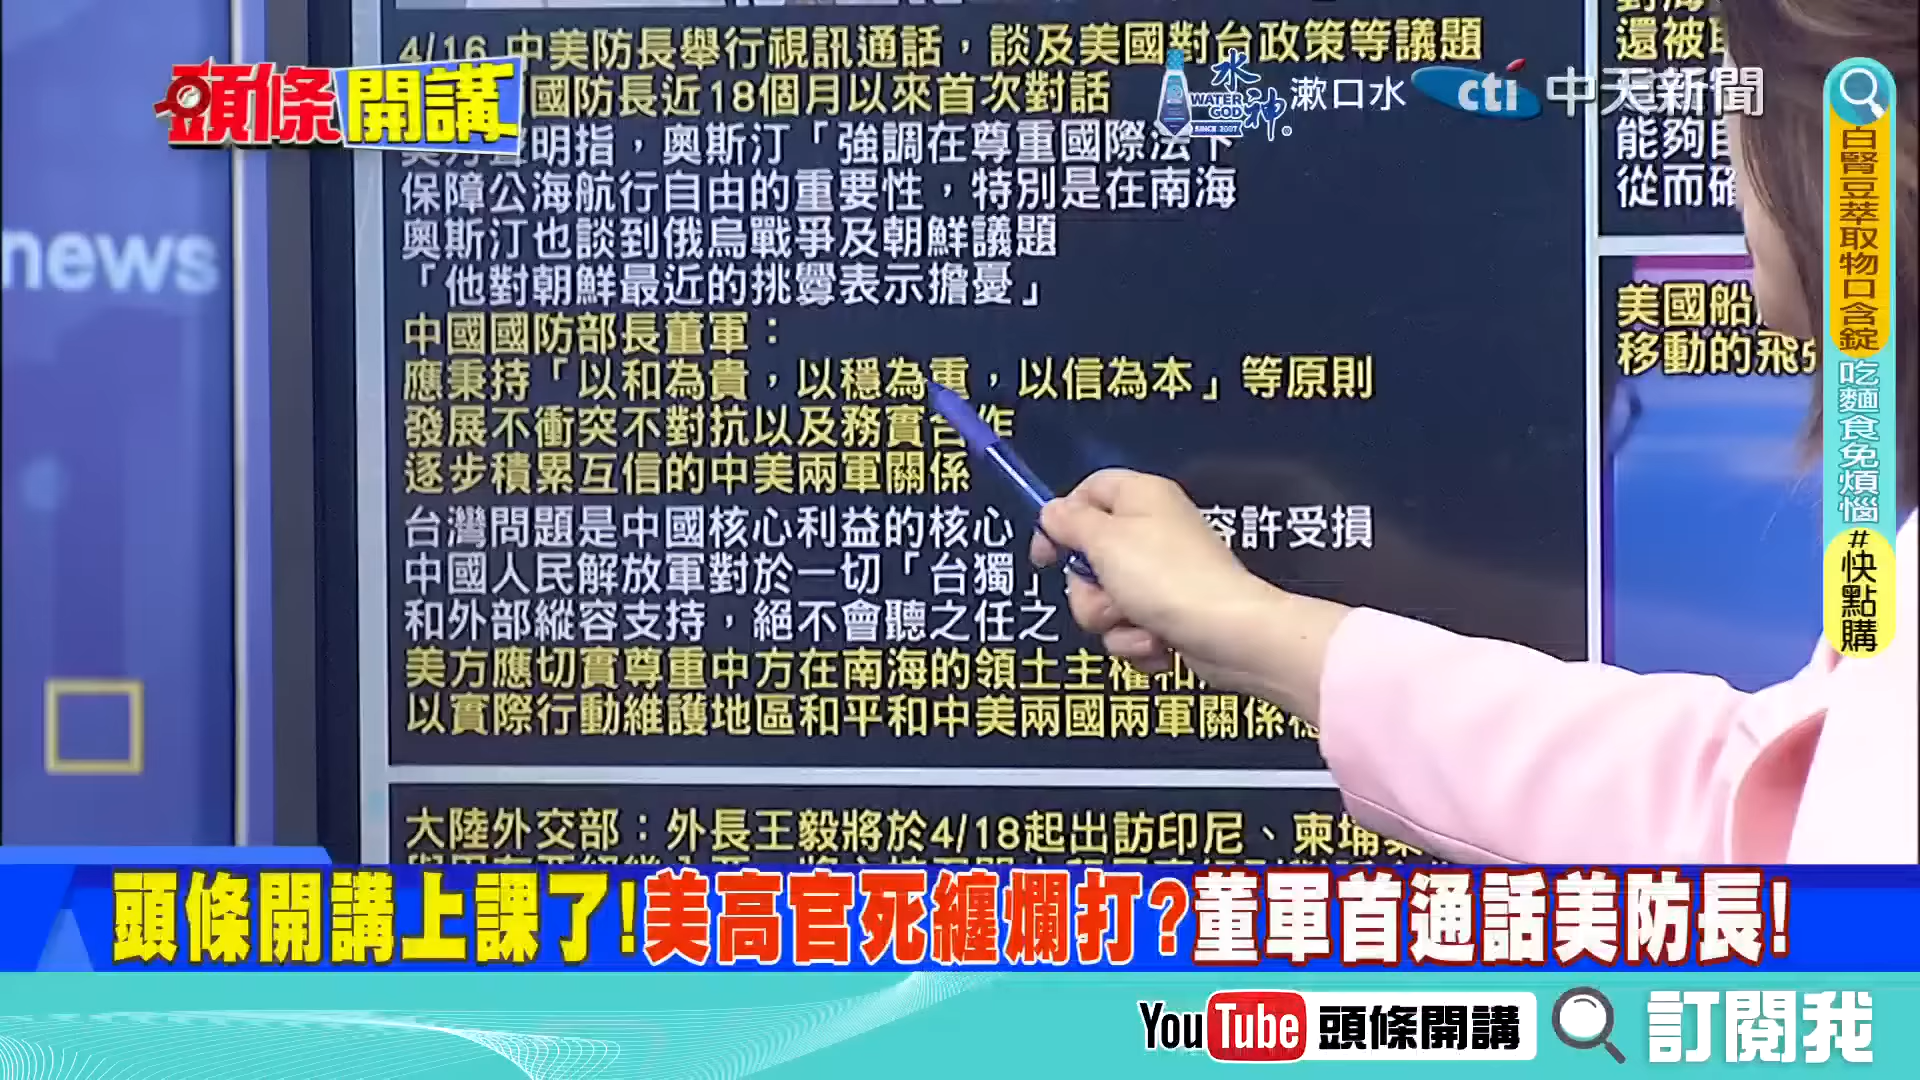 4/16 中美防長舉行視訊通話，談及美國對台政策等議題
國防長近18個月以來首次對話
明指，奧斯汀「強調在尊重國際法下
保障公海航行自由的重要性，特別是在南海
奧斯汀也談到俄烏戰爭及朝鮮議題
「他對朝鮮最近的挑釁表示擔憂」
中國國防部長董軍：
應秉持「以和為貴，以穩為重，以信為本」等原則
發展不衝突不對抗以及務實合作
逐步積累互信的中美兩軍關係
台灣問題是中國核心利益的核心
容許受損
中國人民解放軍對於一切「台獨」
和外部縱容支持，絕不會聽之任之
美方應切實尊重中方在南海的領土主權和
以實際行動維護地區和平和中美兩國兩軍關係
大陸外交部：外長王毅將於4/18起出訪印尼、柬埔寨
還被
能夠
從而確
美國船
移動的飛
news
頭條開講
水神
WATER GOD
SINCE 2007
漱口水
cti 中天新聞
白腎豆萃取物口含錠
吃麵食免煩惱
#快點購
頭條開講上課了!美高官死纏爛打?董軍首通話美防長!
YouTube 頭條開講 訂閱我